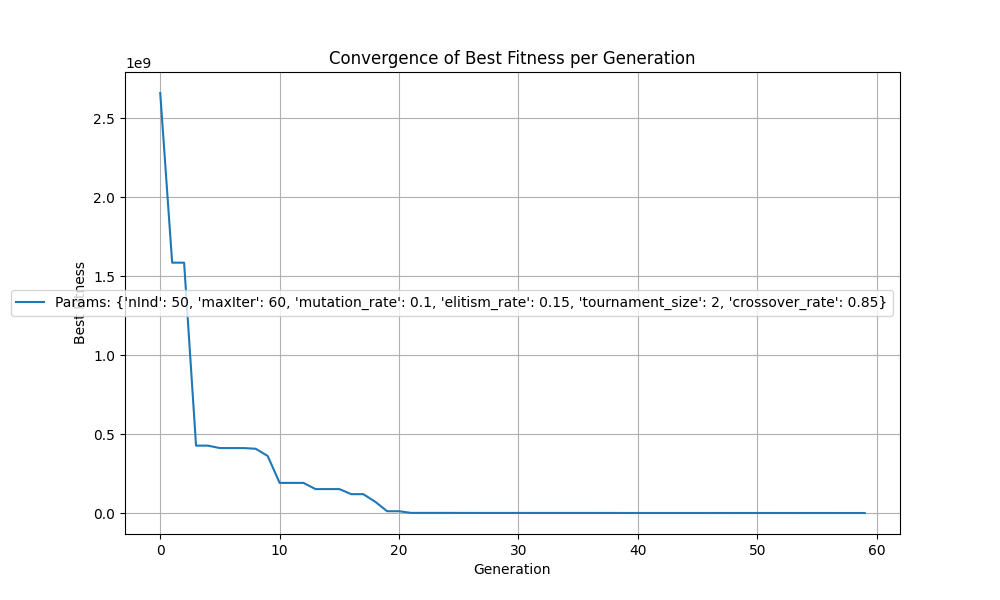 Convergence of Best Fitness per Generation
1e9
2.5
2.0
1.5
Params: {'nInd': 50, 'maxIter': 60, 'mutation_rate': 0.1, 'elitism_rate': 0.15, 'tournament_size': 2, 'crossover_rate': 0.85}
1.0
0.5
0.0
0 10 20 30 40 50 60
Generation
Best